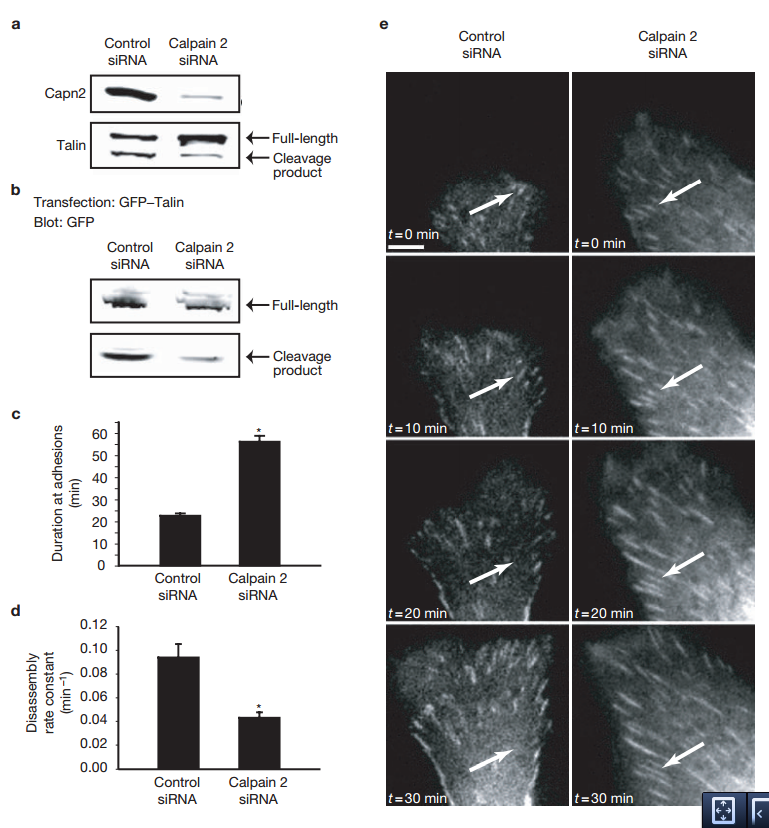 a
Control
siRNA
Calpain 2
siRNA
Capn2
Talin
Full-length
Cleavage
product
b
Transfection: GFP–Talin
Blot: GFP
Control
siRNA
Calpain 2
siRNA
Full-length
Cleavage
product
c
Duration at adhesions
(min)
60
50
40
30
20
10
0
*
Control
siRNA
Calpain 2
siRNA
d
Disassembly
rate constant
(min⁻¹)
0.12
0.10
0.06
0.04
0.02
0.00
*
Control
siRNA
Calpain 2
siRNA
e
Control
siRNA
Calpain 2
siRNA
t=0 min
t=0 min
t=10 min
t=10 min
t=20 min
t=20 min
t=30 min
t=30 min